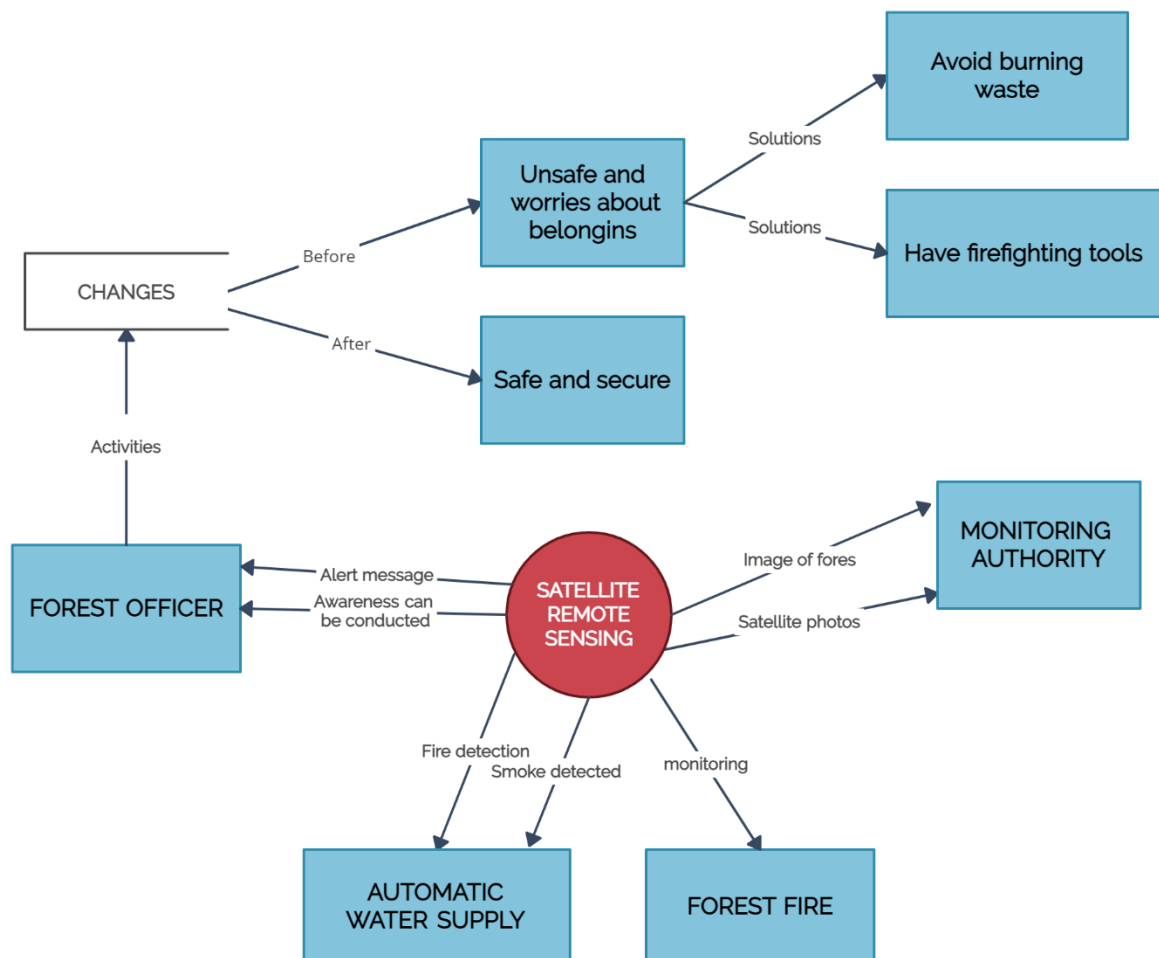 Avoid burning
waste
Solutions
Unsafe and
worries about
belongins
Solutions
Have firefighting tools
Before
CHANGES
After
Safe and secure
Activities
MONITORING
AUTHORITY
Image of fores
SATELLITE
REMOTE
SENSING
Alert message
FOREST OFFICER
Awareness can
be conducted
Satellite photos
Fire detection
Smoke detected
monitoring
AUTOMATIC
WATER SUPPLY
FOREST FIRE